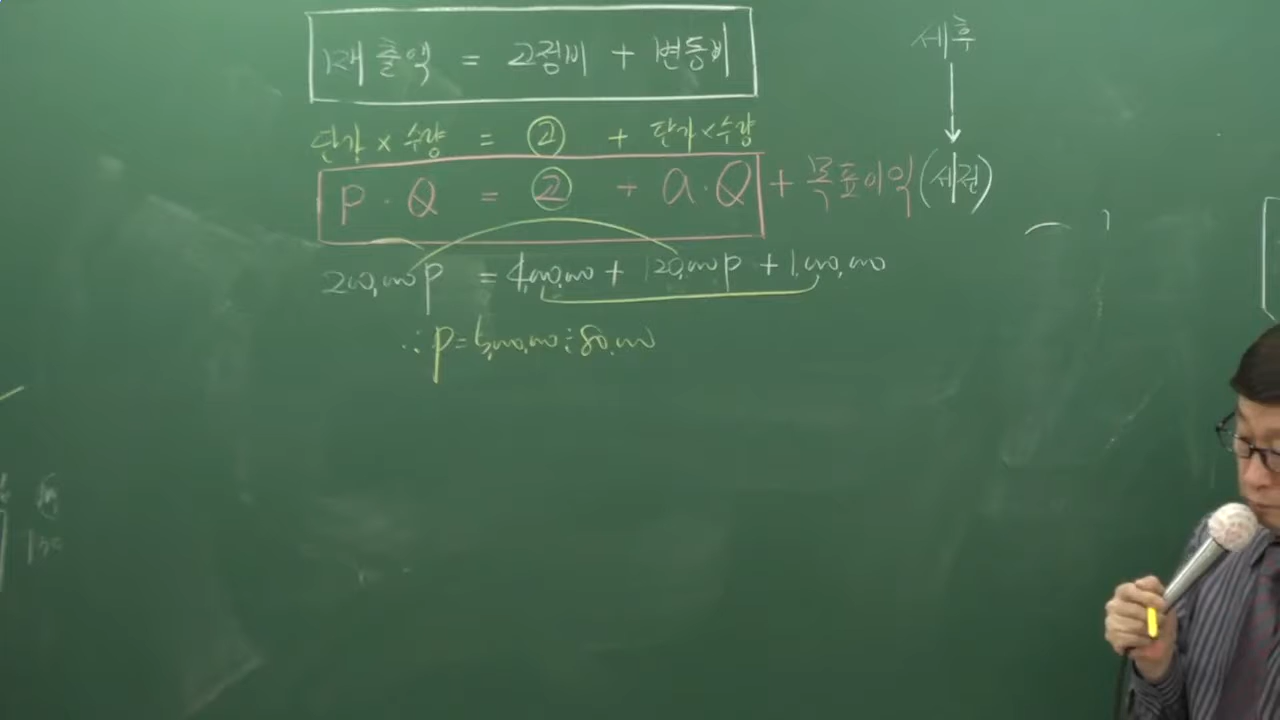 매출액 = 고정비 + 변동비
세후
단가 × 수량 = ② + 단가 × 수량
P · Q = ② + a · Q + 목표이익 (세전)
200,000P = 4,000,000 + 120,000P + 1,000,000
∴ P = 5,000,000 ÷ 80,000